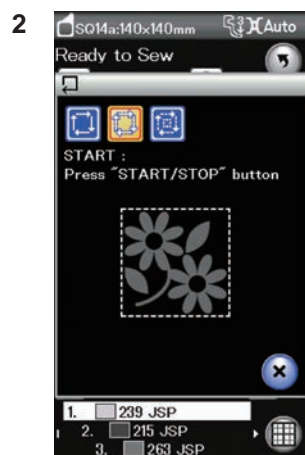 2
SQ14a:140x140mm
Auto
Ready to Sew
START :
Press "START/STOP" button
1. 239 JSP
2. 215 JSP
3. 263 JSP